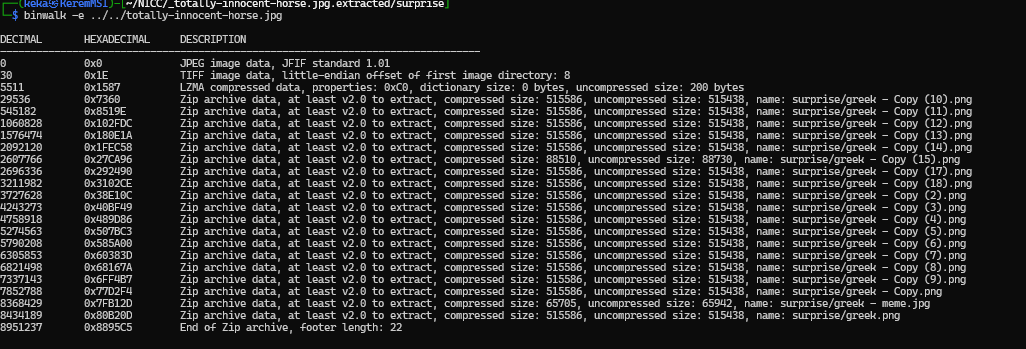 ┌──(keka㉿KeremMSI)-[~/NICC/_totally-innocent-horse.jpg.extracted/surprise]
└─$ binwalk -e ../../totally-innocent-horse.jpg
DECIMAL HEXADECIMAL DESCRIPTION
--------------------------------------------------------------------------------
0 0x0 JPEG image data, JFIF standard 1.01
30 0x1E TIFF image data, little-endian offset of first image directory: 8
5511 0x1587 LZMA compressed data, properties: 0xC0, dictionary size: 0 bytes, uncompressed size: 200 bytes
29536 0x7360 Zip archive data, at least v2.0 to extract, compressed size: 515586, uncompressed size: 515438, name: surprise/greek - Copy (10).png
545182 0x8519E Zip archive data, at least v2.0 to extract, compressed size: 515586, uncompressed size: 515438, name: surprise/greek - Copy (11).png
1060828 0x102FDC Zip archive data, at least v2.0 to extract, compressed size: 515586, uncompressed size: 515438, name: surprise/greek - Copy (12).png
1576474 0x180E1A Zip archive data, at least v2.0 to extract, compressed size: 515586, uncompressed size: 515438, name: surprise/greek - Copy (13).png
2092120 0x1FEC58 Zip archive data, at least v2.0 to extract, compressed size: 515586, uncompressed size: 515438, name: surprise/greek - Copy (14).png
2607766 0x27CA96 Zip archive data, at least v2.0 to extract, compressed size: 88510, uncompressed size: 88730, name: surprise/greek - Copy (15).png
2696336 0x292490 Zip archive data, at least v2.0 to extract, compressed size: 515586, uncompressed size: 515438, name: surprise/greek - Copy (17).png
3211982 0x3102CE Zip archive data, at least v2.0 to extract, compressed size: 515586, uncompressed size: 515438, name: surprise/greek - Copy (18).png
3727628 0x38E10C Zip archive data, at least v2.0 to extract, compressed size: 515586, uncompressed size: 515438, name: surprise/greek - Copy (2).png
4243273 0x40BF49 Zip archive data, at least v2.0 to extract, compressed size: 515586, uncompressed size: 515438, name: surprise/greek - Copy (3).png
4758918 0x489D86 Zip archive data, at least v2.0 to extract, compressed size: 515586, uncompressed size: 515438, name: surprise/greek - Copy (4).png
5274563 0x507BC3 Zip archive data, at least v2.0 to extract, compressed size: 515586, uncompressed size: 515438, name: surprise/greek - Copy (5).png
5790208 0x585A00 Zip archive data, at least v2.0 to extract, compressed size: 515586, uncompressed size: 515438, name: surprise/greek - Copy (6).png
6305853 0x60383D Zip archive data, at least v2.0 to extract, compressed size: 515586, uncompressed size: 515438, name: surprise/greek - Copy (7).png
6821498 0x68167A Zip archive data, at least v2.0 to extract, compressed size: 515586, uncompressed size: 515438, name: surprise/greek - Copy (8).png
7337143 0x6FF4B7 Zip archive data, at least v2.0 to extract, compressed size: 515586, uncompressed size: 515438, name: surprise/greek - Copy (9).png
7852788 0x77D2F4 Zip archive data, at least v2.0 to extract, compressed size: 515586, uncompressed size: 515438, name: surprise/greek - Copy.png
8368429 0x7FB12D Zip archive data, at least v2.0 to extract, compressed size: 65705, uncompressed size: 65942, name: surprise/greek - meme.jpg
8434189 0x80B20D Zip archive data, at least v2.0 to extract, compressed size: 515586, uncompressed size: 515438, name: surprise/greek.png
8951237 0x8895C5 End of Zip archive, footer length: 22